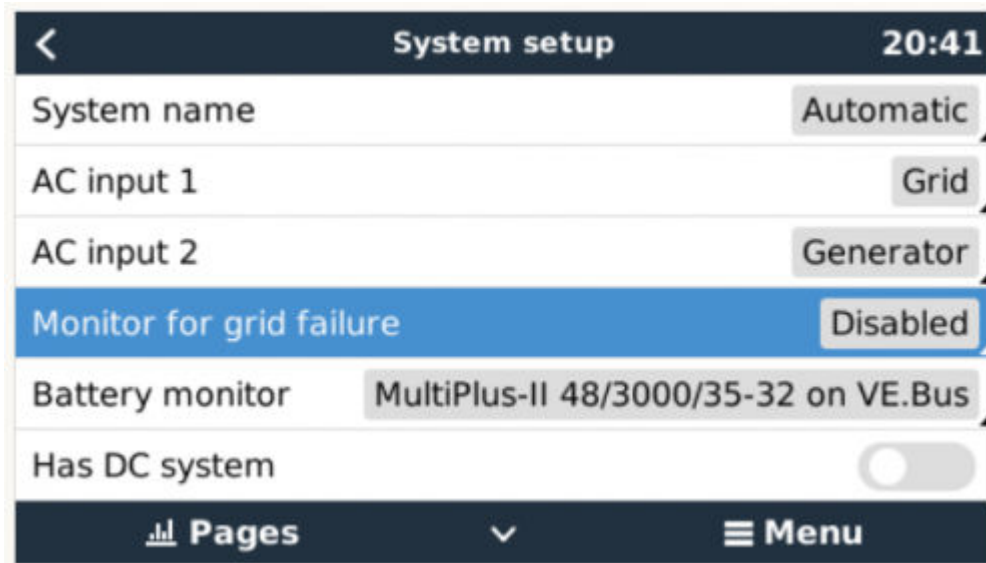 System setup 20:41
System name Automatic
AC input 1 Grid
AC input 2 Generator
Monitor for grid failure Disabled
Battery monitor MultiPlus-II 48/3000/35-32 on VE.Bus
Has DC system
Pages Menu